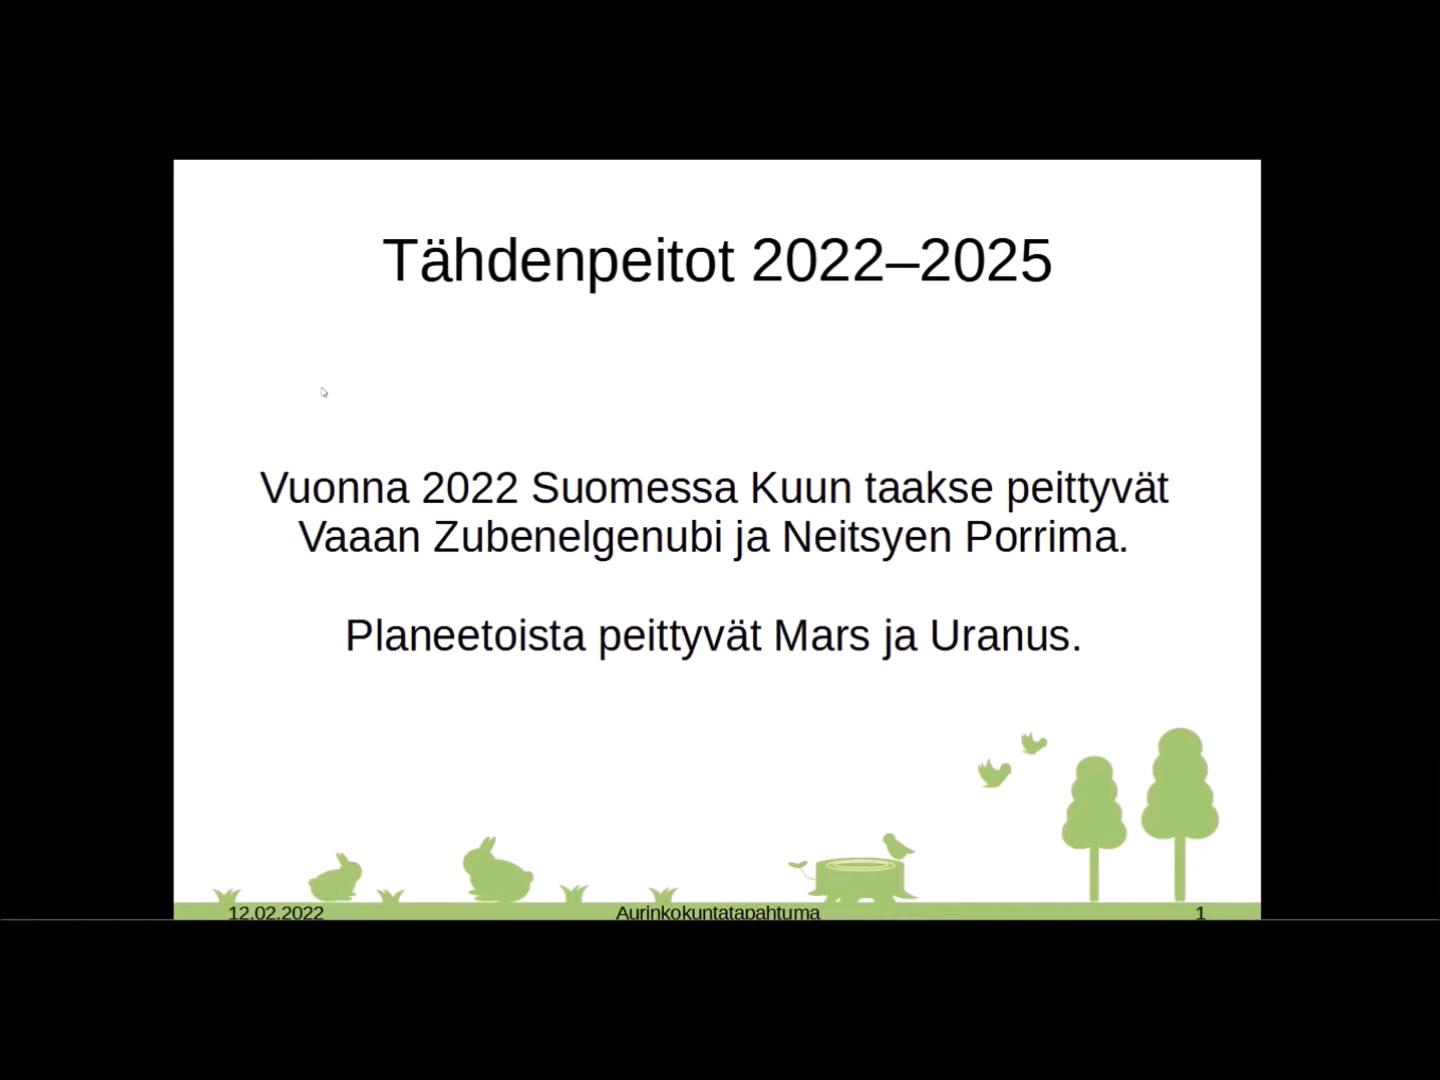 Tähdenpeitot 2022–2025
Vuonna 2022 Suomessa Kuun taakse peittyvät
Vaaan Zubenelgenubi ja Neitsyen Porrima.
Planeetoista peittyvät Mars ja Uranus.
12.02.2022
Aurinkokuntatapahtuma
1